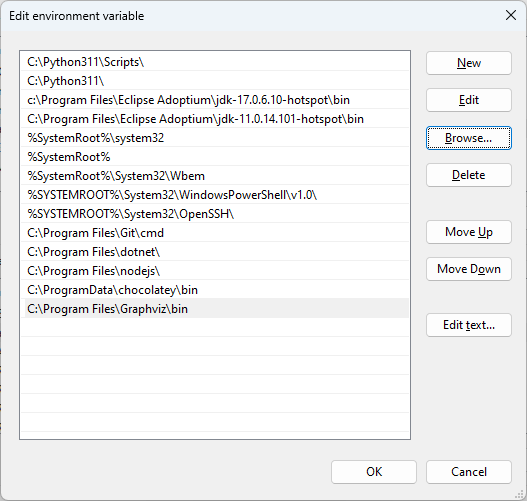 Edit environment variable
C:\Python311\Scripts\
C:\Python311\
c:\Program Files\Eclipse Adoptium\jdk-17.0.6.10-hotspot\bin
C:\Program Files\Eclipse Adoptium\jdk-11.0.14.101-hotspot\bin
%SystemRoot%\system32
%SystemRoot%
%SystemRoot%\System32\Wbem
%SYSTEMROOT%\System32\WindowsPowerShell\v1.0\
%SYSTEMROOT%\System32\OpenSSH\
C:\Program Files\Git\cmd
C:\Program Files\dotnet\
C:\Program Files\nodejs\
C:\ProgramData\chocolatey\bin
C:\Program Files\Graphviz\bin
New
Edit
Browse...
Delete
Move Up
Move Down
Edit text...
OK
Cancel